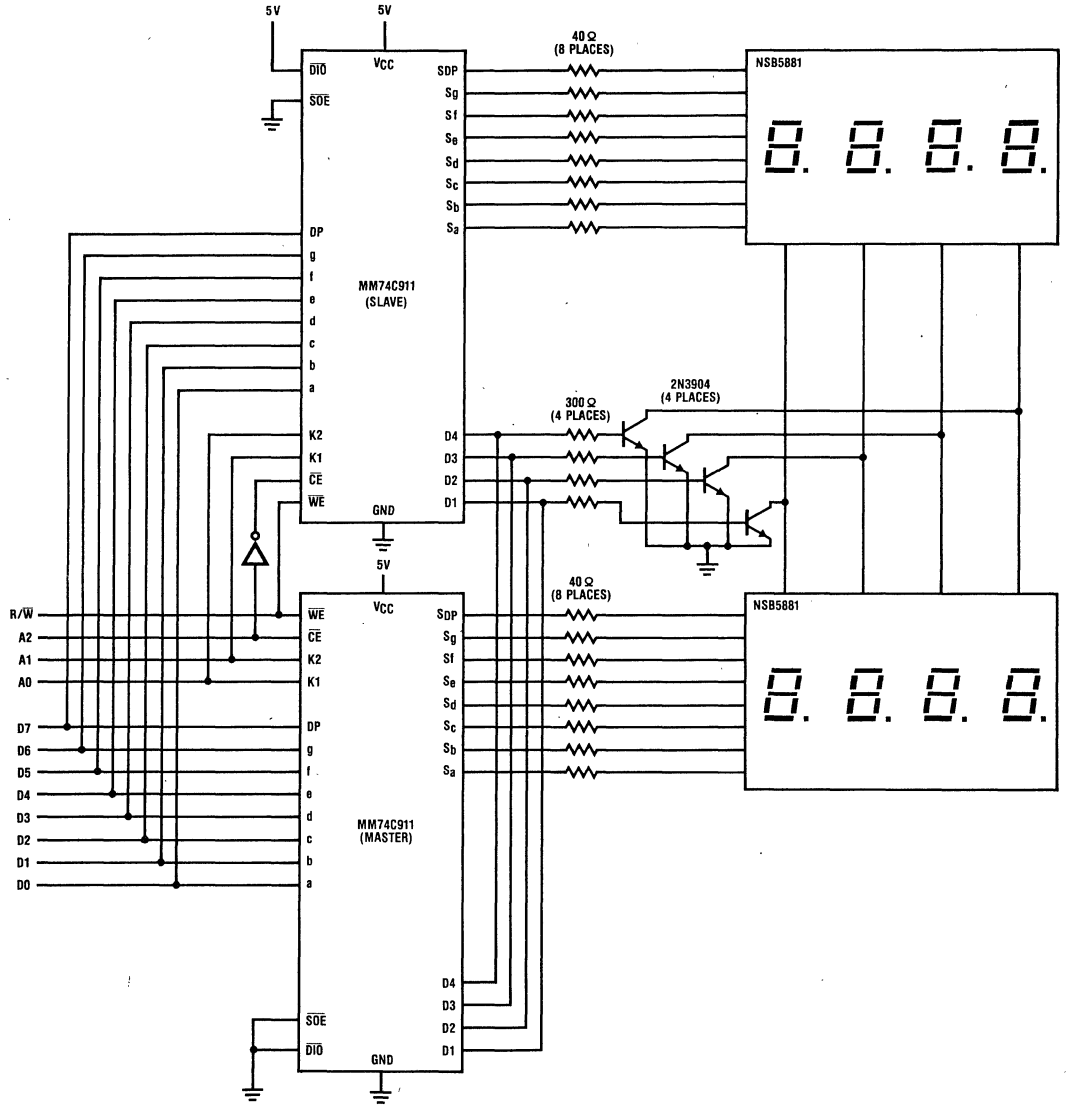 5V
5V
40 Ω
(8 PLACES)
DIO
VCC
SDP
NSB5881
SOE
Sg
Sf
Se
Sd
Sc
Sb
Sa
DP
g
f
e
d
c
b
a
MM74C911
(SLAVE)
300 Ω
(4 PLACES)
2N3904
(4 PLACES)
K2
D4
K1
D3
CE
D2
WE
D1
GND
5V
40 Ω
(8 PLACES)
R/W
WE
VCC
SDP
NSB5881
A2
CE
Sg
A1
K2
Sf
A0
K1
Se
Sd
D7
DP
Sc
D6
g
Sb
D5
f
Sa
D4
e
D3
d
D2
c
D1
b
D0
a
MM74C911
(MASTER)
D4
D3
SOE
D2
DIO
D1
GND